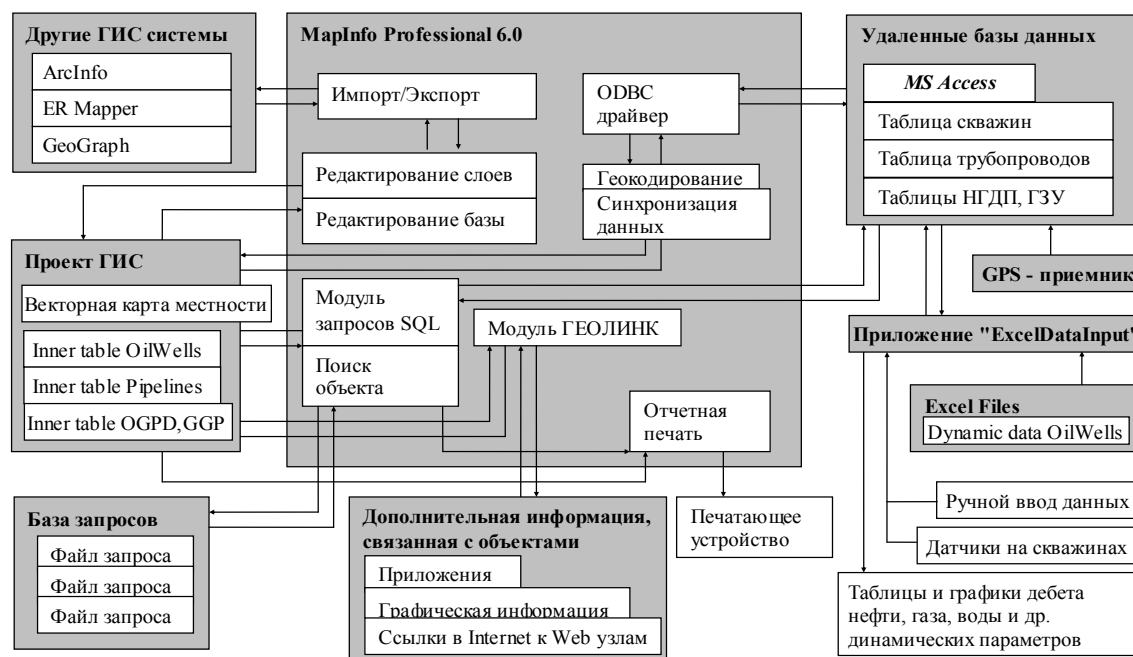 Другие ГИС системы
ArcInfo
ER Mapper
GeoGraph
MapInfo Professional 6.0
Импорт/Экспорт
Редактирование слоев
Редактирование базы
ODBC
драйвер
Геокодирование
Синхронизация
данных
Удаленные базы данных
MS Access
Таблица скважин
Таблица трубопроводов
Таблицы НГДП, ГЗУ
Проект ГИС
Векторная карта местности
Inner table OilWells
Inner table Pipelines
Inner table OGPD,GGP
Модуль
запросов SQL
Поиск
объекта
Модуль ГЕОЛИНК
Отчетная
печать
GPS - приемник
Приложение "ExcelDataInput"
Excel Files
Dynamic data OilWells
База запросов
Файл запроса
Файл запроса
Файл запроса
Дополнительная информация,
связанная с объектами
Приложения
Графическая информация
Ссылки в Internet к Web узлам
Печатающее
устройство
Ручной ввод данных
Датчики на скважинах
Таблицы и графики дебета
нефти, газа, воды и др.
динамических параметров